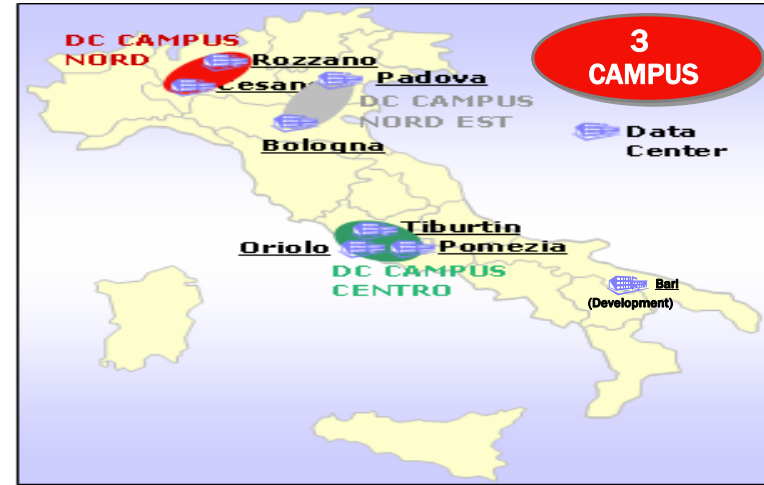 DC CAMPUS
NORD
Rozzano
Cesan
3
CAMPUS
Padova
DC CAMPUS
NORD EST
Bologna
Data
Center
Tiburtin
Oriolo
Pomezia
DC CAMPUS
CENTRO
Bari
(Development)